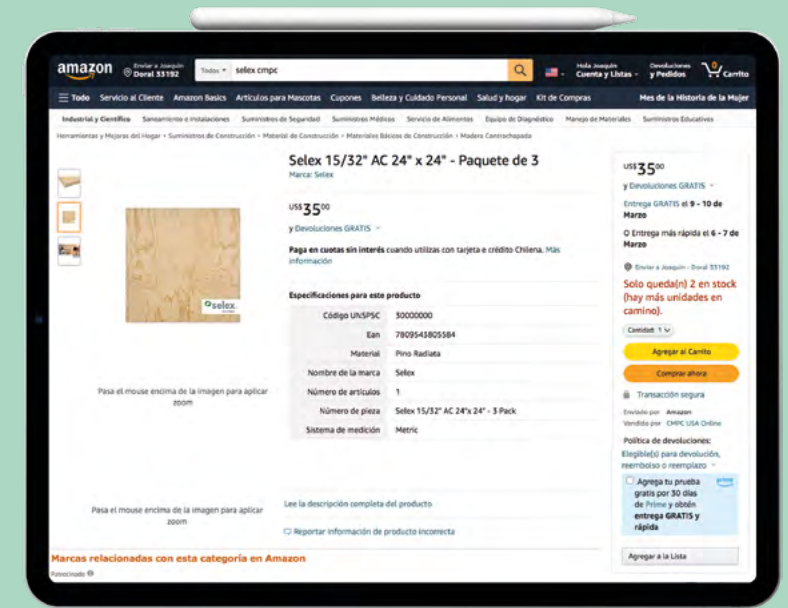 amazon
Enviar a Joaquín
Doral 33192
Todos
selex cmpc
Hola Joaquín
Cuenta y Listas
Devoluciones
y Pedidos
0
Carrito
Todo Servicio al Cliente Amazon Basics Artículos para Mascotas Cupones Belleza y Cuidado Personal Salud y hogar Kit de Compras Mes de la Historia de la Mujer
Industrial y Científico Saneamiento e Instalaciones Suministros de Seguridad Suministros Médicos Servicio de Alimentos Equipo de Diagnóstico Manejo de Materiales Suministros Educativos
Herramientas y Mejoras del Hogar › Suministros de Construcción › Material de Construcción › Materiales Básicos de Construcción › Madera Contrachapada
Selex 15/32" AC 24" x 24" - Paquete de 3
Marca: Selex
US$35⁰⁰
y Devoluciones GRATIS
Paga en cuotas sin interés cuando utilizas con tarjeta e crédito Chilena. Más
información
Especificaciones para este producto
Código UNSPSC 30000000
Ean 7809543805584
Material Pino Radiata
Nombre de la marca Selex
Número de artículos 1
Número de pieza Selex 15/32" AC 24"x 24" - 3 Pack
Sistema de medición Metric
selex
Pasa el mouse encima de la imagen para aplicar
zoom
Pasa el mouse encima de la imagen para aplicar
zoom
Lee la descripción completa del producto
Reportar información de producto incorrecta
Marcas relacionadas con esta categoría en Amazon
Patrocinado
US$35⁰⁰
y Devoluciones GRATIS
Entrega GRATIS el 9 - 10 de
Marzo
O Entrega más rápida el 6 - 7 de
Marzo
Enviar a Joaquin - Doral 33192
Solo queda(n) 2 en stock
(hay más unidades en
camino).
Cantidad: 1
Agregar al Carrito
Comprar ahora
Transacción segura
Enviado por Amazon
Vendido por CMPC USA Online
Política de devoluciones:
Elegible(s) para devolución,
reembolso o reemplazo
Agrega tu prueba
gratis por 30 días
de Prime y obtén
entrega GRATIS y
rápida
prime
Agregar a la Lista